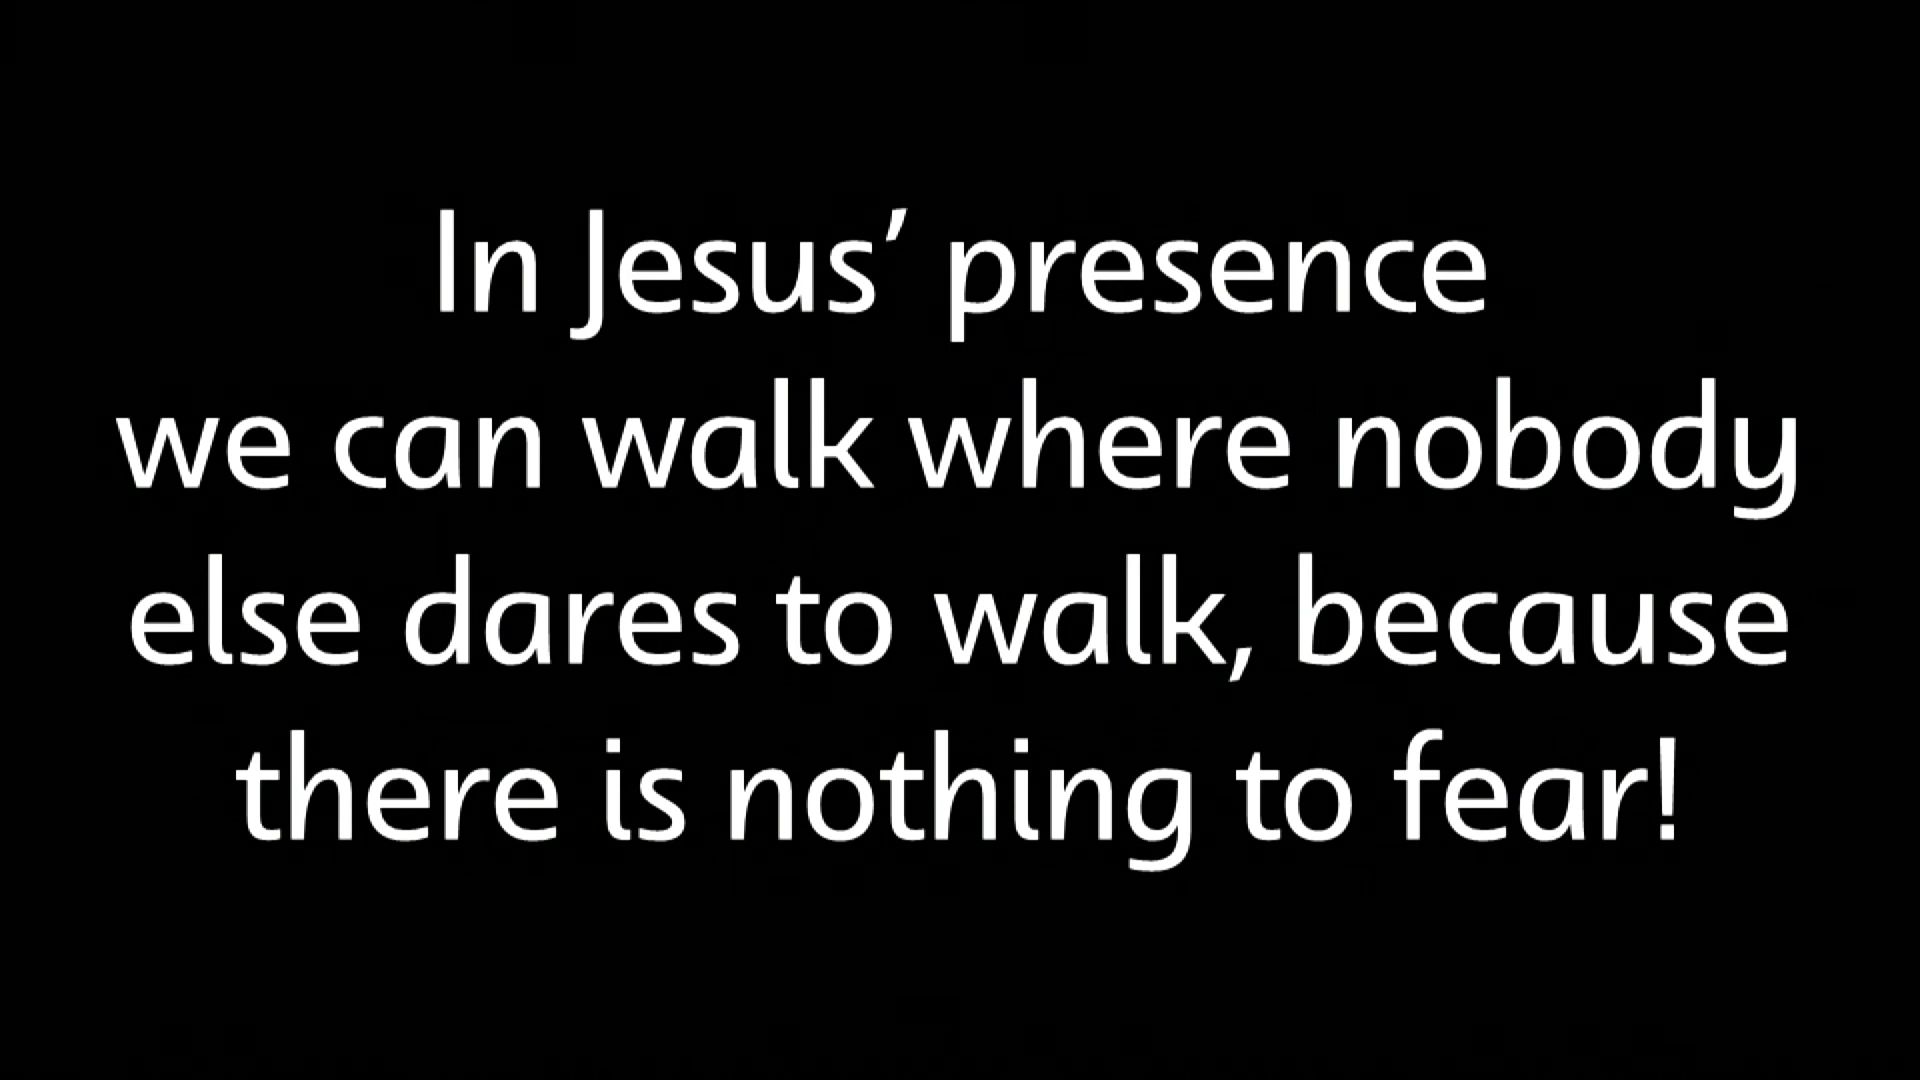 In Jesus’ presence
we can walk where nobody
else dares to walk, because
there is nothing to fear!